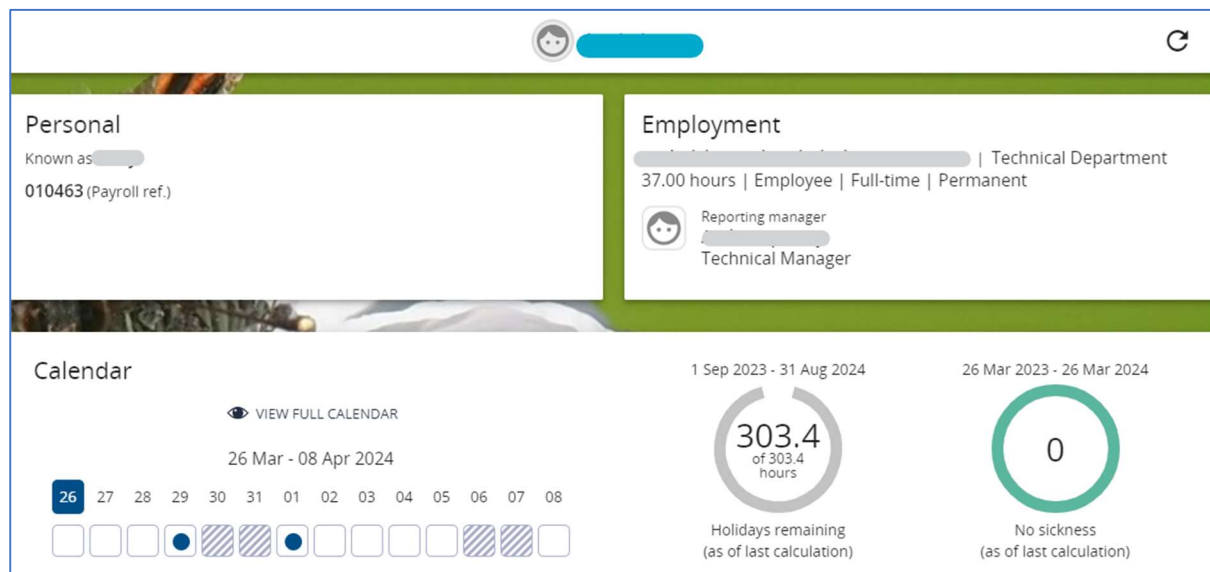 Personal
Known as
010463 (Payroll ref.)
Employment
| Technical Department
37.00 hours | Employee | Full-time | Permanent
Reporting manager
Technical Manager
Calendar
VIEW FULL CALENDAR
26 Mar - 08 Apr 2024
26 27 28 29 30 31 01 02 03 04 05 06 07 08
1 Sep 2023 - 31 Aug 2024
303.4
of 303.4
hours
Holidays remaining
(as of last calculation)
26 Mar 2023 - 26 Mar 2024
0
No sickness
(as of last calculation)